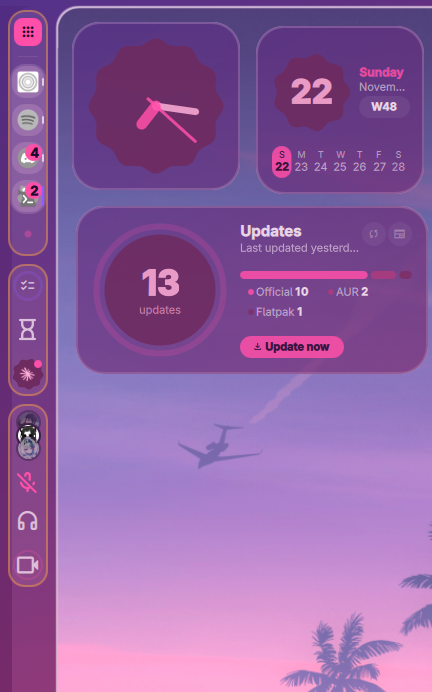 4
2
22
Sunday
Novem...
W48
S M T W T F S
22 23 24 25 26 27 28
Updates
Last updated yesterd...
13
updates
Official 10
AUR 2
Flatpak 1
Update now